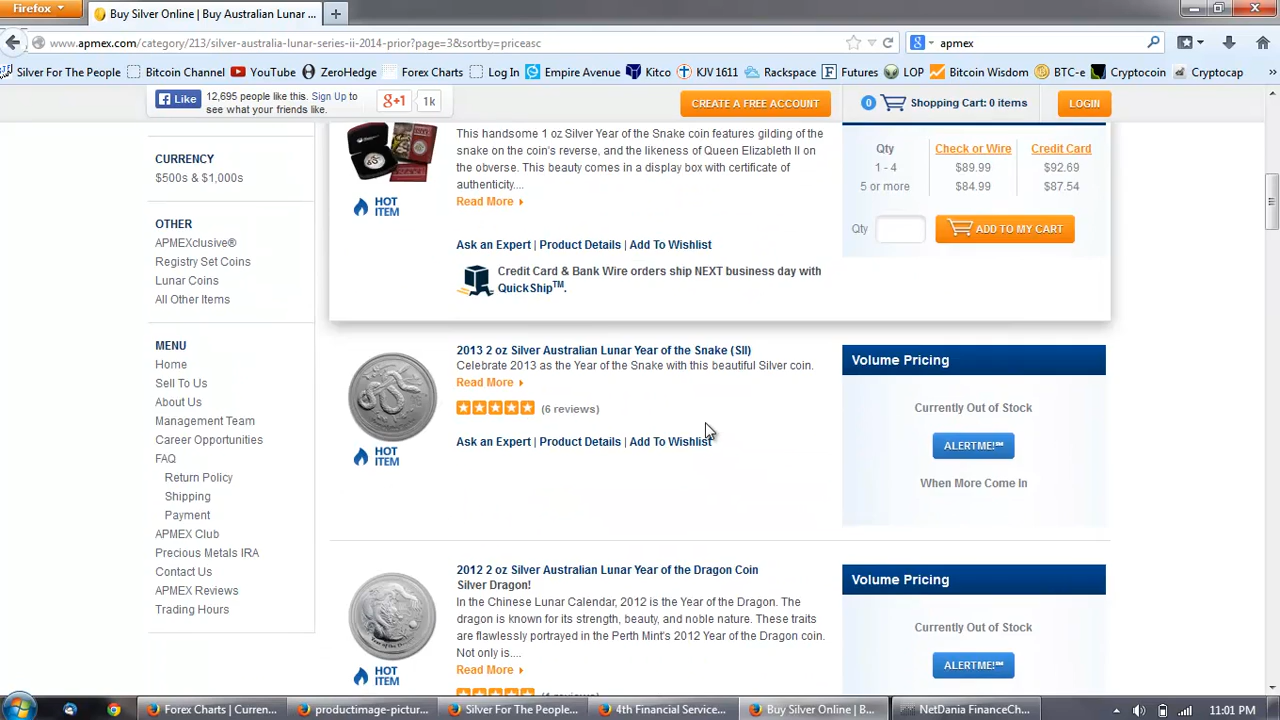 Firefox
Buy Silver Online | Buy Australian Lunar ...
www.apmex.com/category/213/silver-australia-lunar-series-ii-2014-prior?page=3&sortby=priceasc
apmex
Silver For The People
Bitcoin Channel
YouTube
ZeroHedge
Forex Charts
Log In
Empire Avenue
Kitco
KJV 1611
Rackspace
Futures
LOP
Bitcoin Wisdom
BTC-e
Cryptocoin
Cryptocap
Like
12,695 people like this. Sign Up to
see what your friends like.
g+1
1k
CREATE A FREE ACCOUNT
0
Shopping Cart: 0 items
LOGIN
CURRENCY
$500s & $1,000s
OTHER
APMEXclusive®
Registry Set Coins
Lunar Coins
All Other Items
MENU
Home
Sell To Us
About Us
Management Team
Career Opportunities
FAQ
Return Policy
Shipping
Payment
APMEX Club
Precious Metals IRA
Contact Us
APMEX Reviews
Trading Hours
This handsome 1 oz Silver Year of the Snake coin features gilding of the
snake on the coin's reverse, and the likeness of Queen Elizabeth II on
the obverse. This beauty comes in a display box with certificate of
authenticity....
Read More
HOT
ITEM
Ask an Expert | Product Details | Add To Wishlist
Credit Card & Bank Wire orders ship NEXT business day with
QuickShip™.
Qty Check or Wire Credit Card
1 - 4 $89.99 $92.69
5 or more $84.99 $87.54
Qty
ADD TO MY CART
2013 2 oz Silver Australian Lunar Year of the Snake (SII)
Celebrate 2013 as the Year of the Snake with this beautiful Silver coin.
Read More
(6 reviews)
HOT
ITEM
Ask an Expert | Product Details | Add To Wishlist
Volume Pricing
Currently Out of Stock
ALERTME!℠
When More Come In
2012 2 oz Silver Australian Lunar Year of the Dragon Coin
Silver Dragon!
In the Chinese Lunar Calendar, 2012 is the Year of the Dragon. The
dragon is known for its strength, beauty, and noble nature. These traits
are flawlessly portrayed in the Perth Mint's 2012 Year of the Dragon coin.
Not only is....
Read More
HOT
ITEM
Volume Pricing
Currently Out of Stock
ALERTME!℠
Forex Charts | Curren...
productimage-pictur...
Silver For The People...
4th Financial Service...
Buy Silver Online | B...
NetDania FinanceCh...
11:01 PM